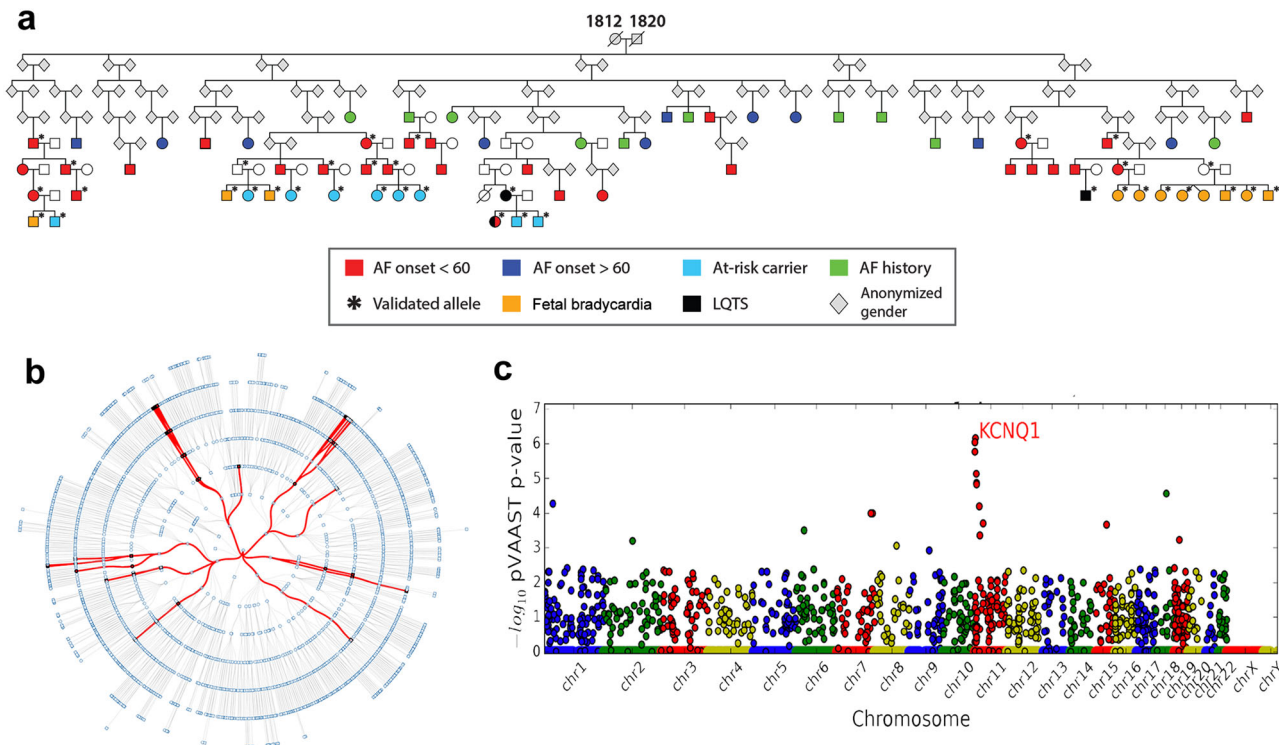 a
1812 1820
AF onset < 60
AF onset > 60
At-risk carrier
AF history
* Validated allele
Fetal bradycardia
LQTS
Anonymized
gender
b
c
-log10 pVAAST p-value
7
6
5
4
3
2
1
0
KCNQ1
chr1
chr2
chr3
chr4
chr5
chr6
chr7
chr8
chr9
chr10
chr11
chr12
chr13
chr14
chr15
chr16
chr17
chr18
chr19
chr20
chr21
chr22
chrX
chrY
Chromosome